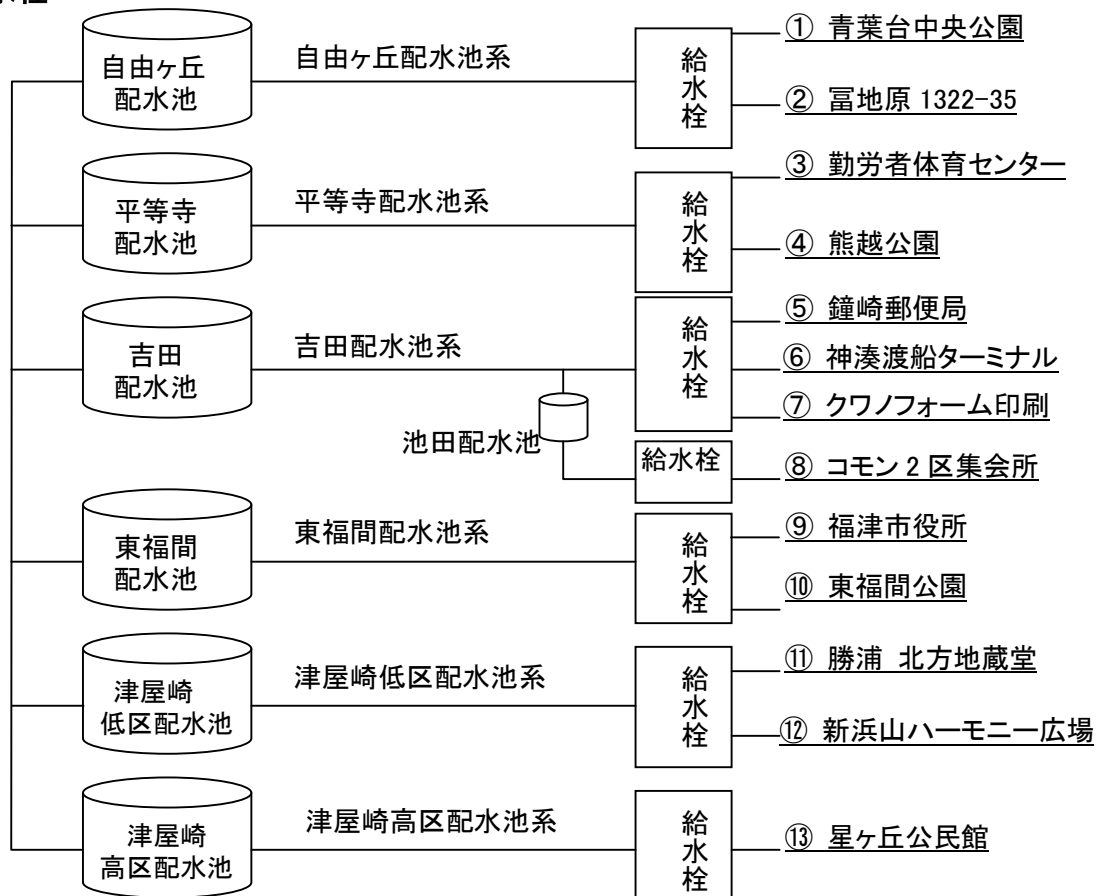 自由ヶ丘
配水池
自由ヶ丘配水池系
給水栓
① 青葉台中央公園
② 冨地原 1322-35
平等寺
配水池
平等寺配水池系
給水栓
③ 勤労者体育センター
④ 熊越公園
吉田
配水池
吉田配水池系
給水栓
⑤ 鐘崎郵便局
⑥ 神湊渡船ターミナル
⑦ クワノフォーム印刷
池田配水池
給水栓
⑧ コモン 2 区集会所
東福間
配水池
東福間配水池系
給水栓
⑨ 福津市役所
⑩ 東福間公園
津屋崎
低区配水池
津屋崎低区配水池系
給水栓
⑪ 勝浦 北方地蔵堂
⑫ 新浜山ハーモニー広場
津屋崎
高区配水池
津屋崎高区配水池系
給水栓
⑬ 星ヶ丘公民館